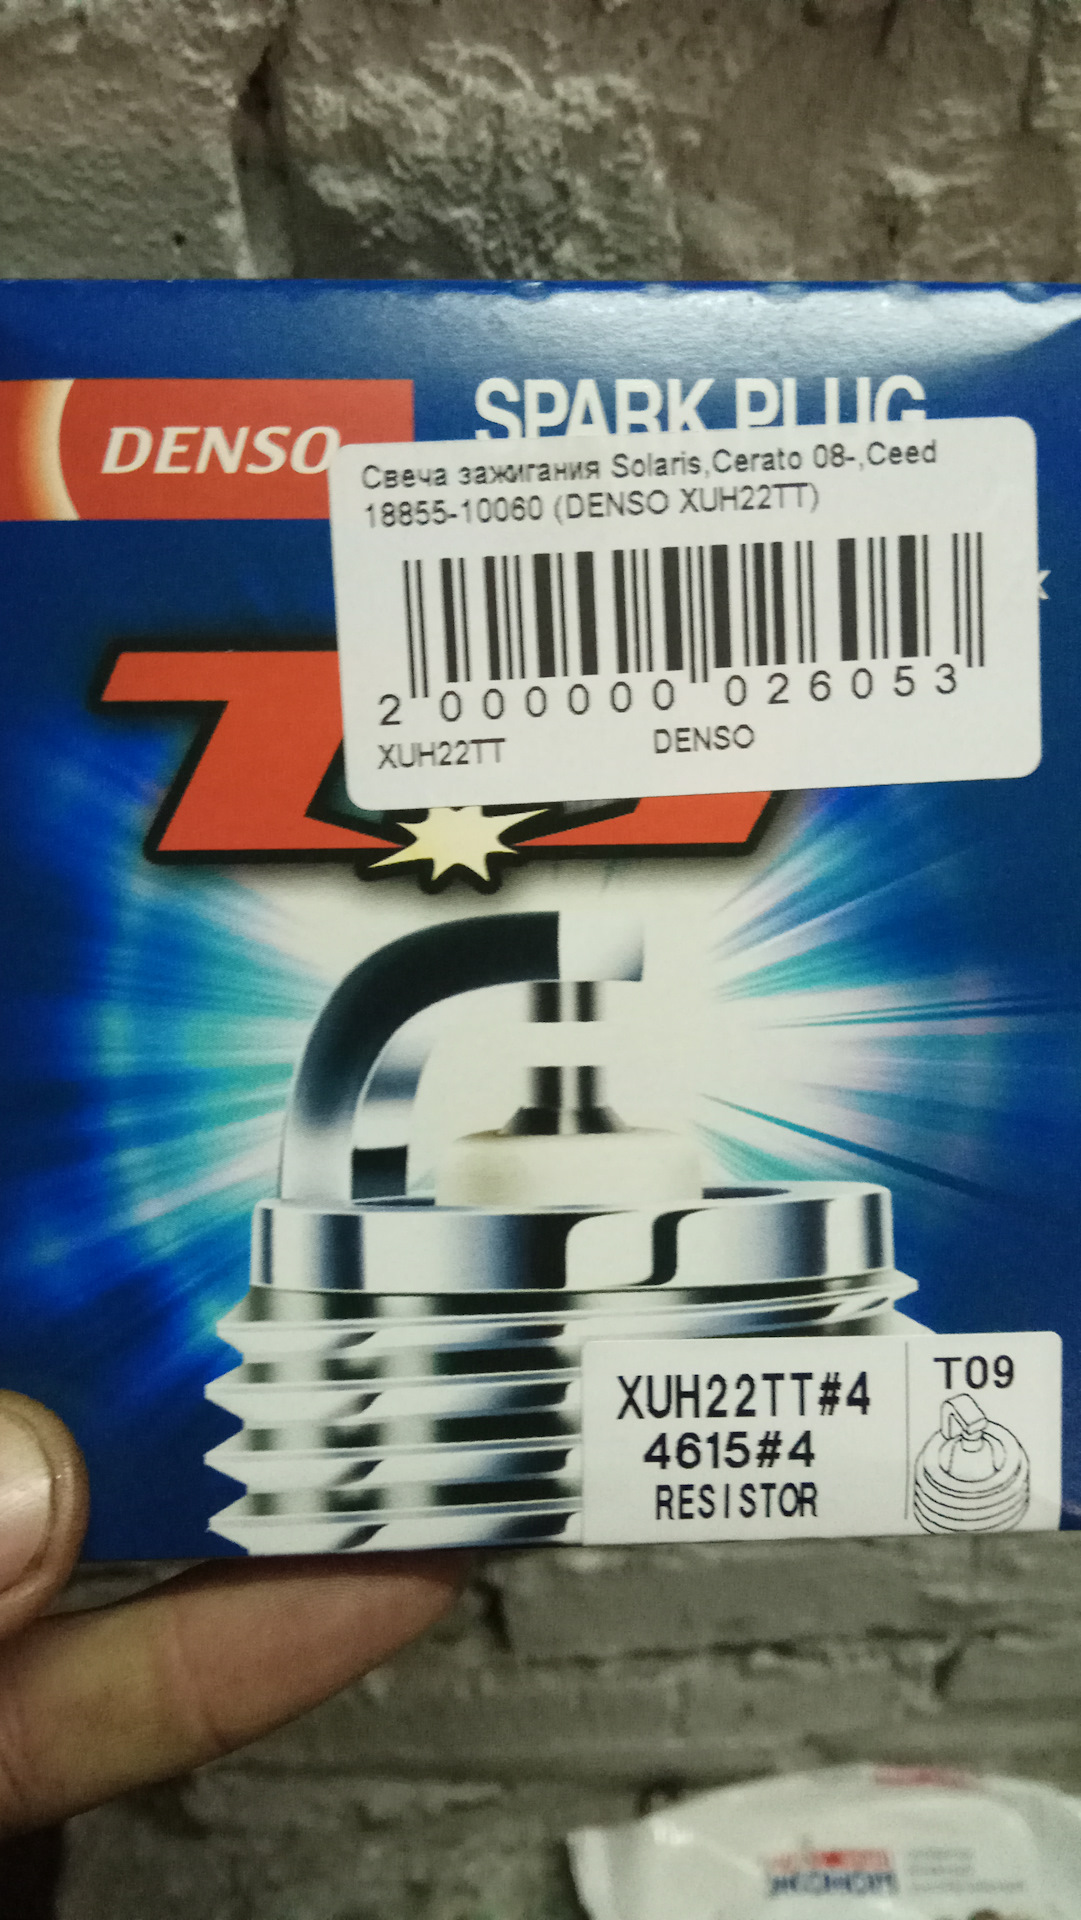 DENSO
SPARK PLUG
Свеча зажигания Solaris,Cerato 08-,Ceed
18855-10060 (DENSO XUH22TT)
2 000000 026053
XUH22TT DENSO
XUH22TT#4
4615#4
RESISTOR
T09